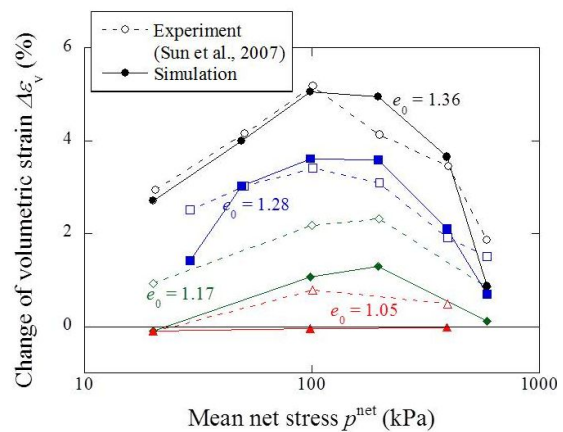 Experiment
(Sun et al., 2007)
Simulation
Change of volumetric strain Δεv (%)
6
4
2
0
e0 = 1.36
e0 = 1.28
e0 = 1.17
e0 = 1.05
10
100
1000
Mean net stress p^net (kPa)